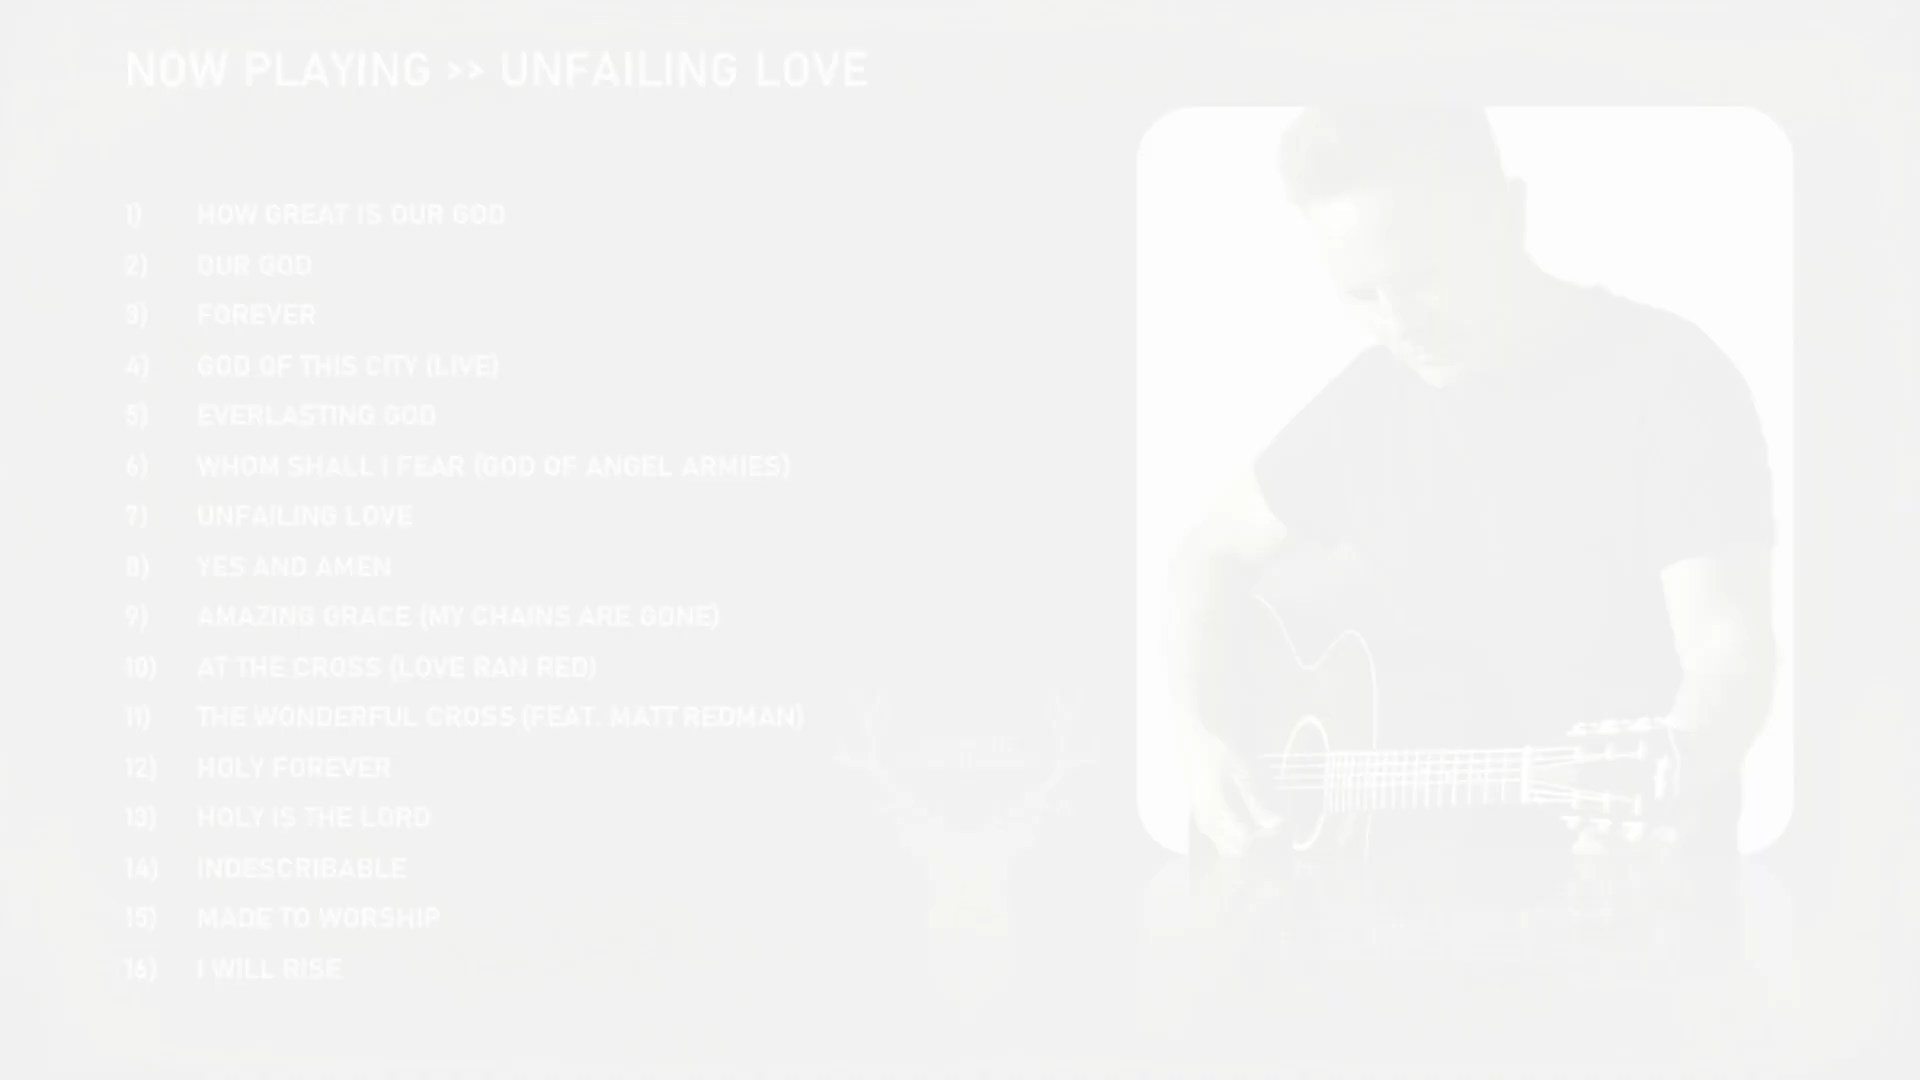 NOW PLAYING >> UNFAILING LOVE
1) HOW GREAT IS OUR GOD
2) OUR GOD
3) FOREVER
4) GOD OF THIS CITY (LIVE)
5) EVERLASTING GOD
6) WHOM SHALL I FEAR (GOD OF ANGEL ARMIES)
7) UNFAILING LOVE
8) YES AND AMEN
9) AMAZING GRACE (MY CHAINS ARE GONE)
10) AT THE CROSS (LOVE RAN RED)
11) THE WONDERFUL CROSS (FEAT. MATT REDMAN)
12) HOLY FOREVER
13) HOLY IS THE LORD
14) INDESCRIBABLE
15) MADE TO WORSHIP
16) I WILL RISE